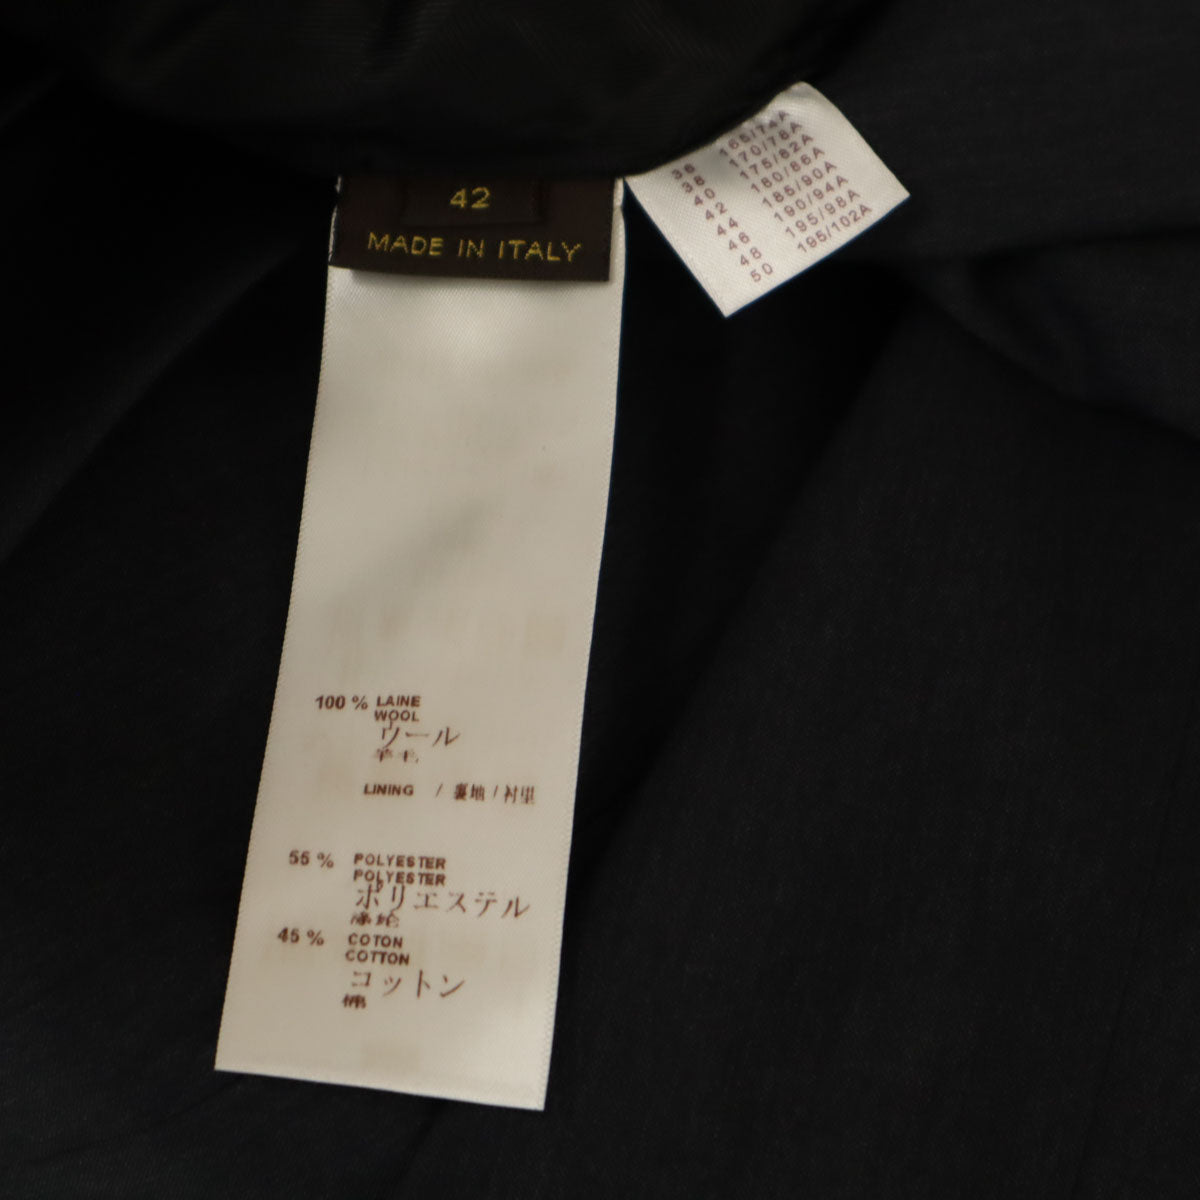 42
MADE IN ITALY
36 165/74A
38 170/78A
40 175/82A
42 180/86A
44 185/90A
46 190/94A
48 195/98A
50 195/102A
100 % LAINE
WOOL
ウール
羊毛
LINING / 裏地 / 衬里
55 % POLYESTER
POLYESTER
ポリエステル
45 % COTON
COTTON
コットン
棉